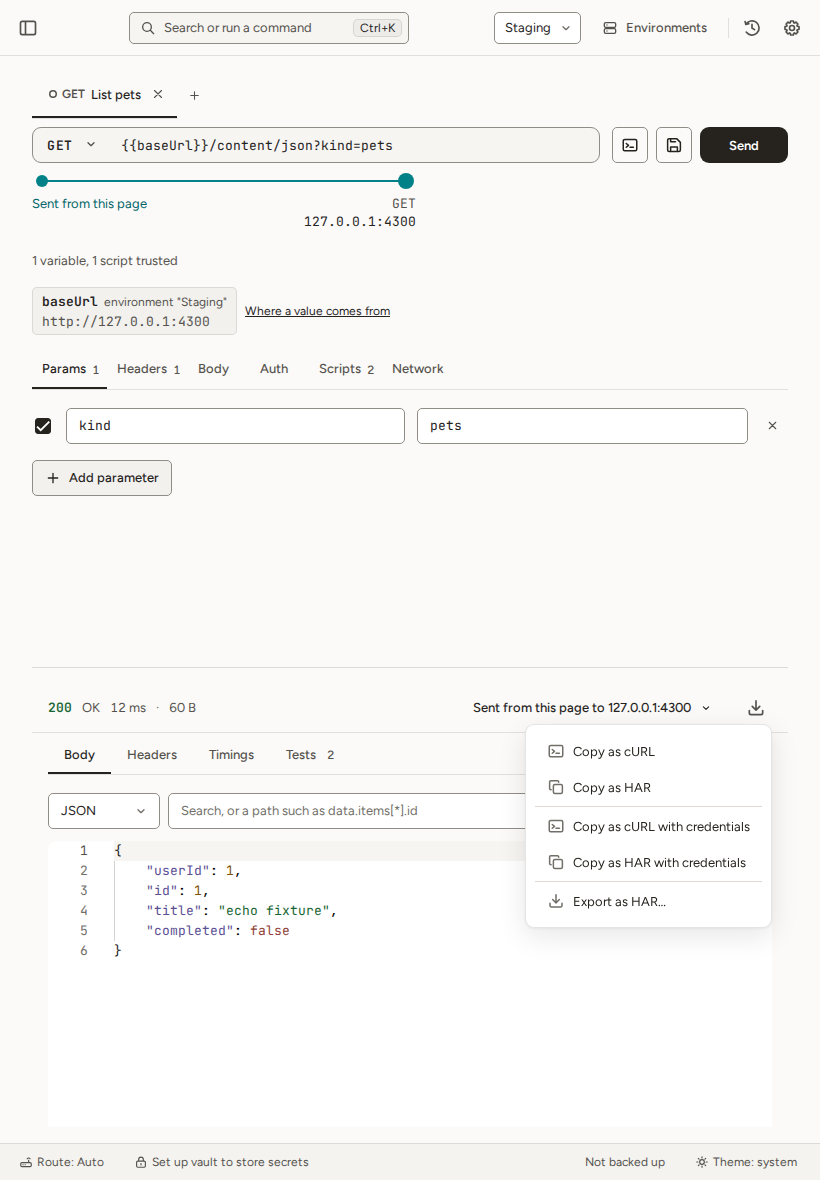 Search or run a command Ctrl+K Staging Environments
GET List pets
GET {{baseUrl}}/content/json?kind=pets Send
Sent from this page GET
127.0.0.1:4300
1 variable, 1 script trusted
baseUrl environment "Staging"
http://127.0.0.1:4300
Where a value comes from
Params 1 Headers 1 Body Auth Scripts 2 Network
kind pets
Add parameter
200 OK 12 ms · 60 B Sent from this page to 127.0.0.1:4300
Body Headers Timings Tests 2
JSON Search, or a path such as data.items[*].id
1 {
2 "userId": 1,
3 "id": 1,
4 "title": "echo fixture",
5 "completed": false
6 }
Copy as cURL
Copy as HAR
Copy as cURL with credentials
Copy as HAR with credentials
Export as HAR…
Route: Auto Set up vault to store secrets Not backed up Theme: system